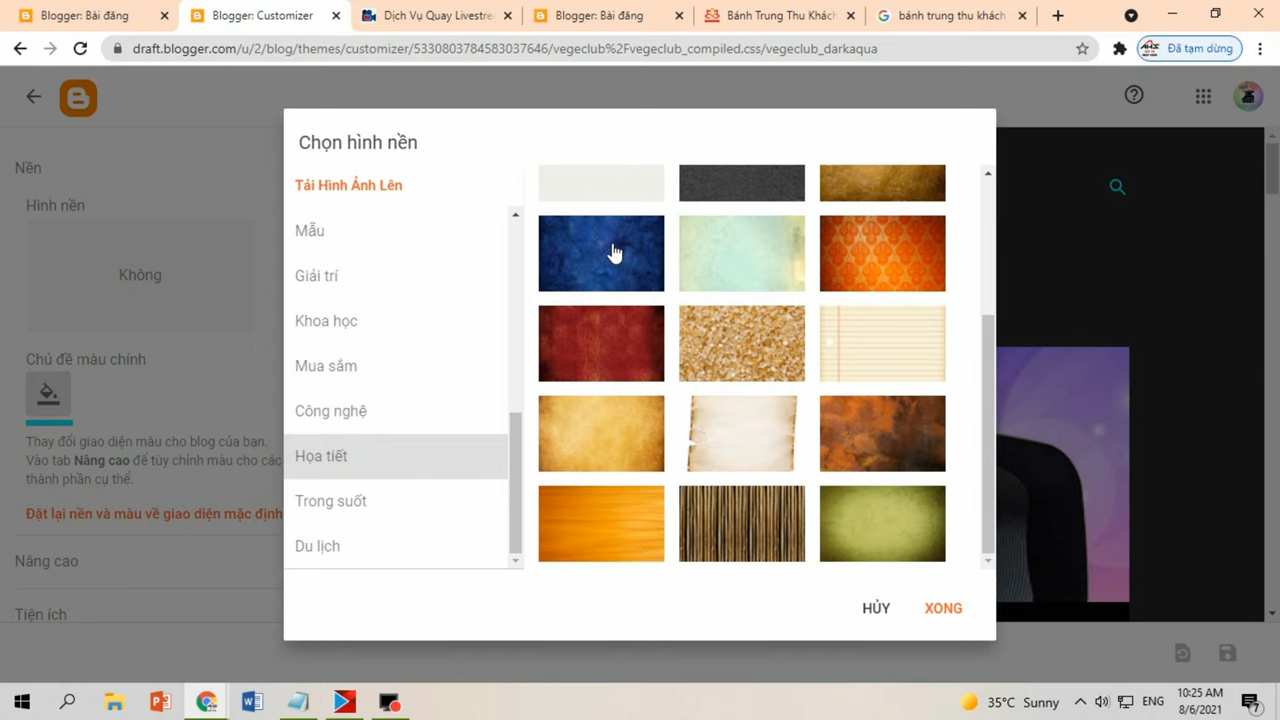 Blogger: Bài đăng
Blogger: Customizer
Dịch Vụ Quay Livestre
Blogger: Bài đăng
Bánh Trung Thu Khách
bánh trung thu khách
draft.blogger.com/u/2/blog/themes/customizer/5330803784583037646/vegeclub%2Fvegeclub_compiled.css/vegeclub_darkaqua
Đã tạm dừng
Nền
Hình nền
Không
Chủ đề màu chính
Thay đổi giao diện màu cho blog của bạn.
Vào tab Nâng cao để tùy chỉnh màu cho các
thành phần cụ thể.
Đặt lại nền và màu về giao diện mặc định
Nâng cao
Tiện ích
Chọn hình nền
Tải Hình Ảnh Lên
Mẫu
Giải trí
Khoa học
Mua sắm
Công nghệ
Họa tiết
Trong suốt
Du lịch
HỦY
XONG
35°C Sunny
ENG
10:25 AM
8/6/2021
7